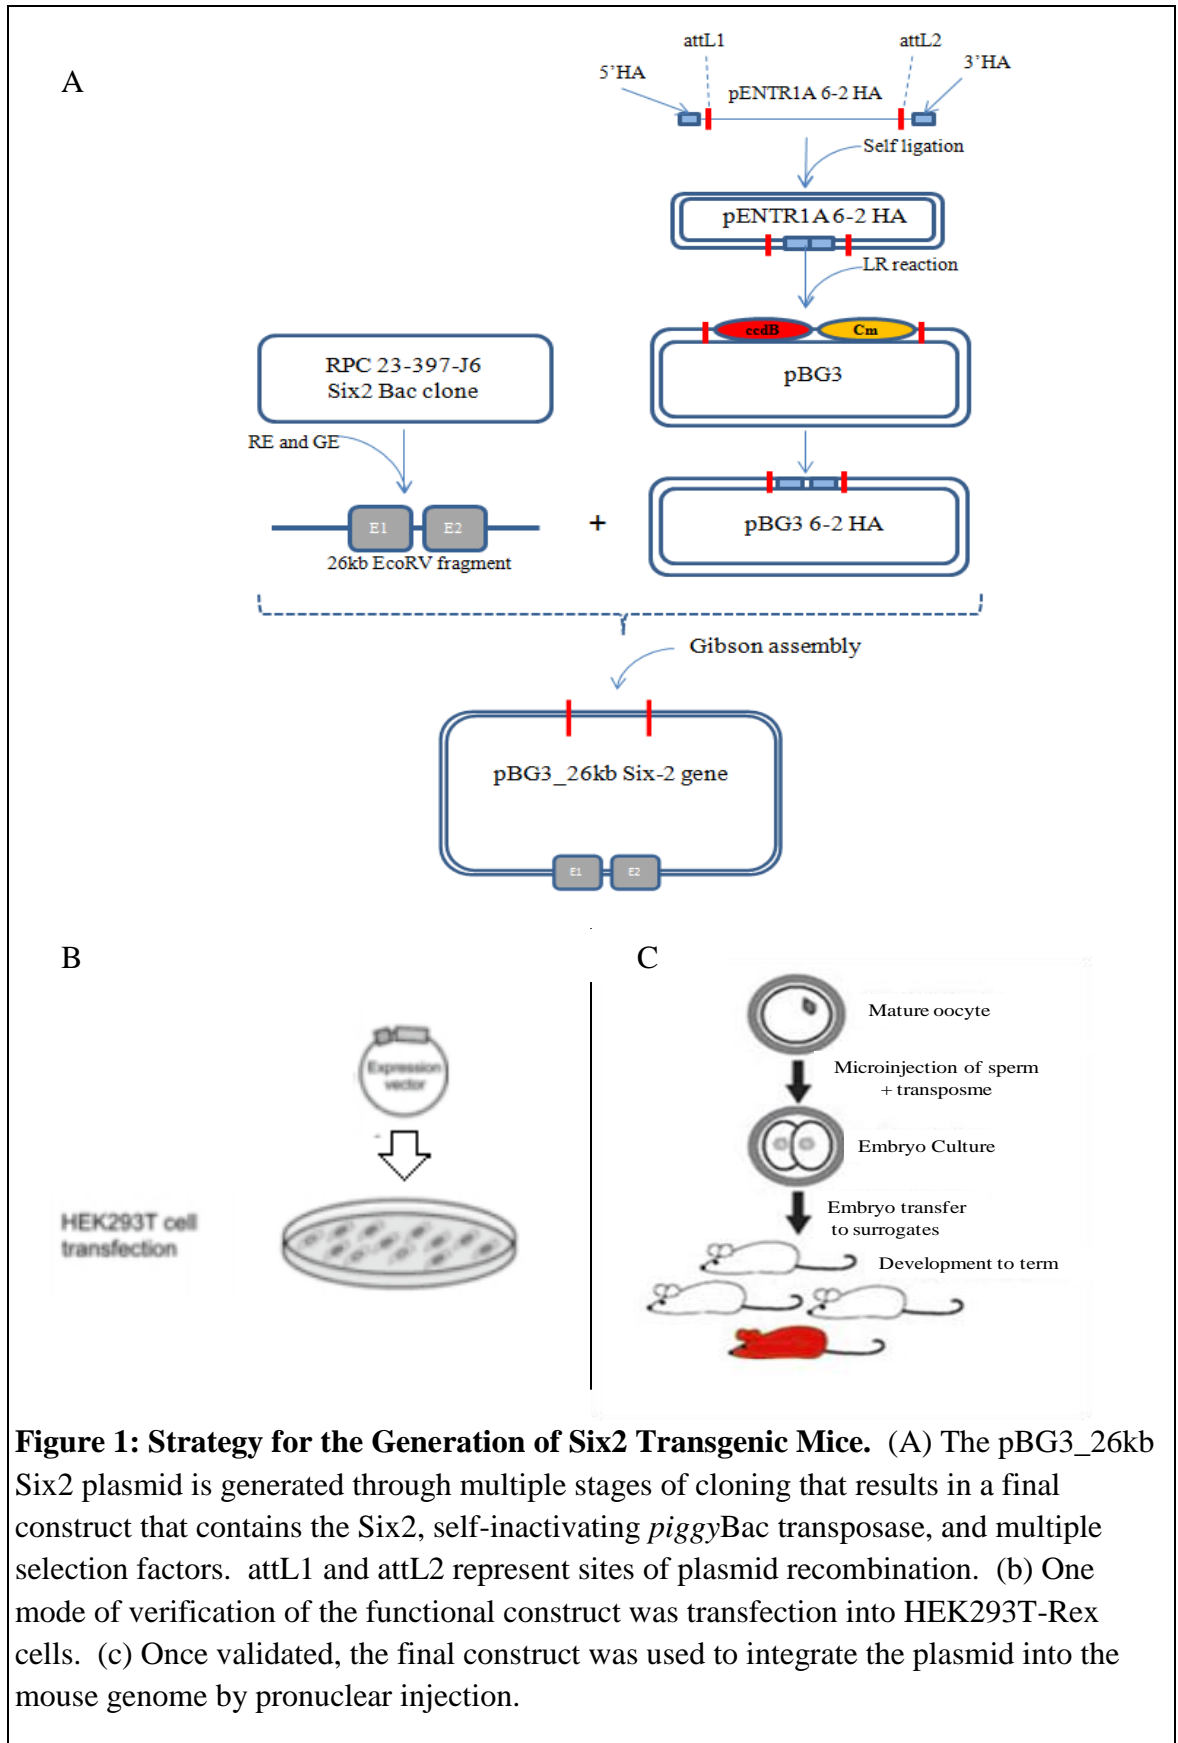 A
attL1
attL2
5'HA
3'HA
pENTR1A 6-2 HA
Self ligation
pENTR1A 6-2 HA
LR reaction
ccdB
Cm
pBG3
RPC 23-397-J6
Six2 Bac clone
RE and GE
E1
E2
26kb EcoRV fragment
+
pBG3 6-2 HA
Gibson assembly
pBG3_26kb Six-2 gene
E1
E2
B
Expression
vector
HEK293T cell
transfection
C
Mature oocyte
Microinjection of sperm
+ transposme
Embryo Culture
Embryo transfer
to surrogates
Development to term
Figure 1: Strategy for the Generation of Six2 Transgenic Mice. (A) The pBG3_26kb
Six2 plasmid is generated through multiple stages of cloning that results in a final
construct that contains the Six2, self-inactivating piggyBac transposase, and multiple
selection factors. attL1 and attL2 represent sites of plasmid recombination. (b) One
mode of verification of the functional construct was transfection into HEK293T-Rex
cells. (c) Once validated, the final construct was used to integrate the plasmid into the
mouse genome by pronuclear injection.